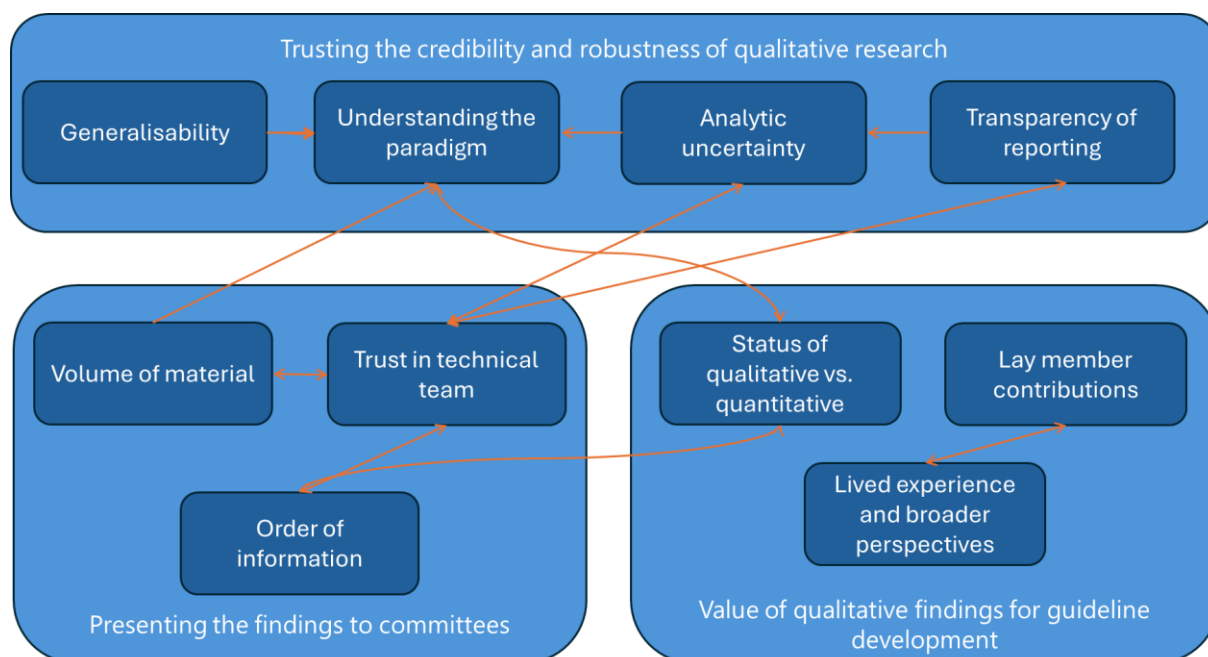 Trusting the credibility and robustness of qualitative research
Generalisability
Understanding the
paradigm
Analytic
uncertainty
Transparency of
reporting
Volume of material
Trust in technical
team
Order of
information
Presenting the findings to committees
Status of
qualitative vs.
quantitative
Lay member
contributions
Lived experience
and broader
perspectives
Value of qualitative findings for guideline
development